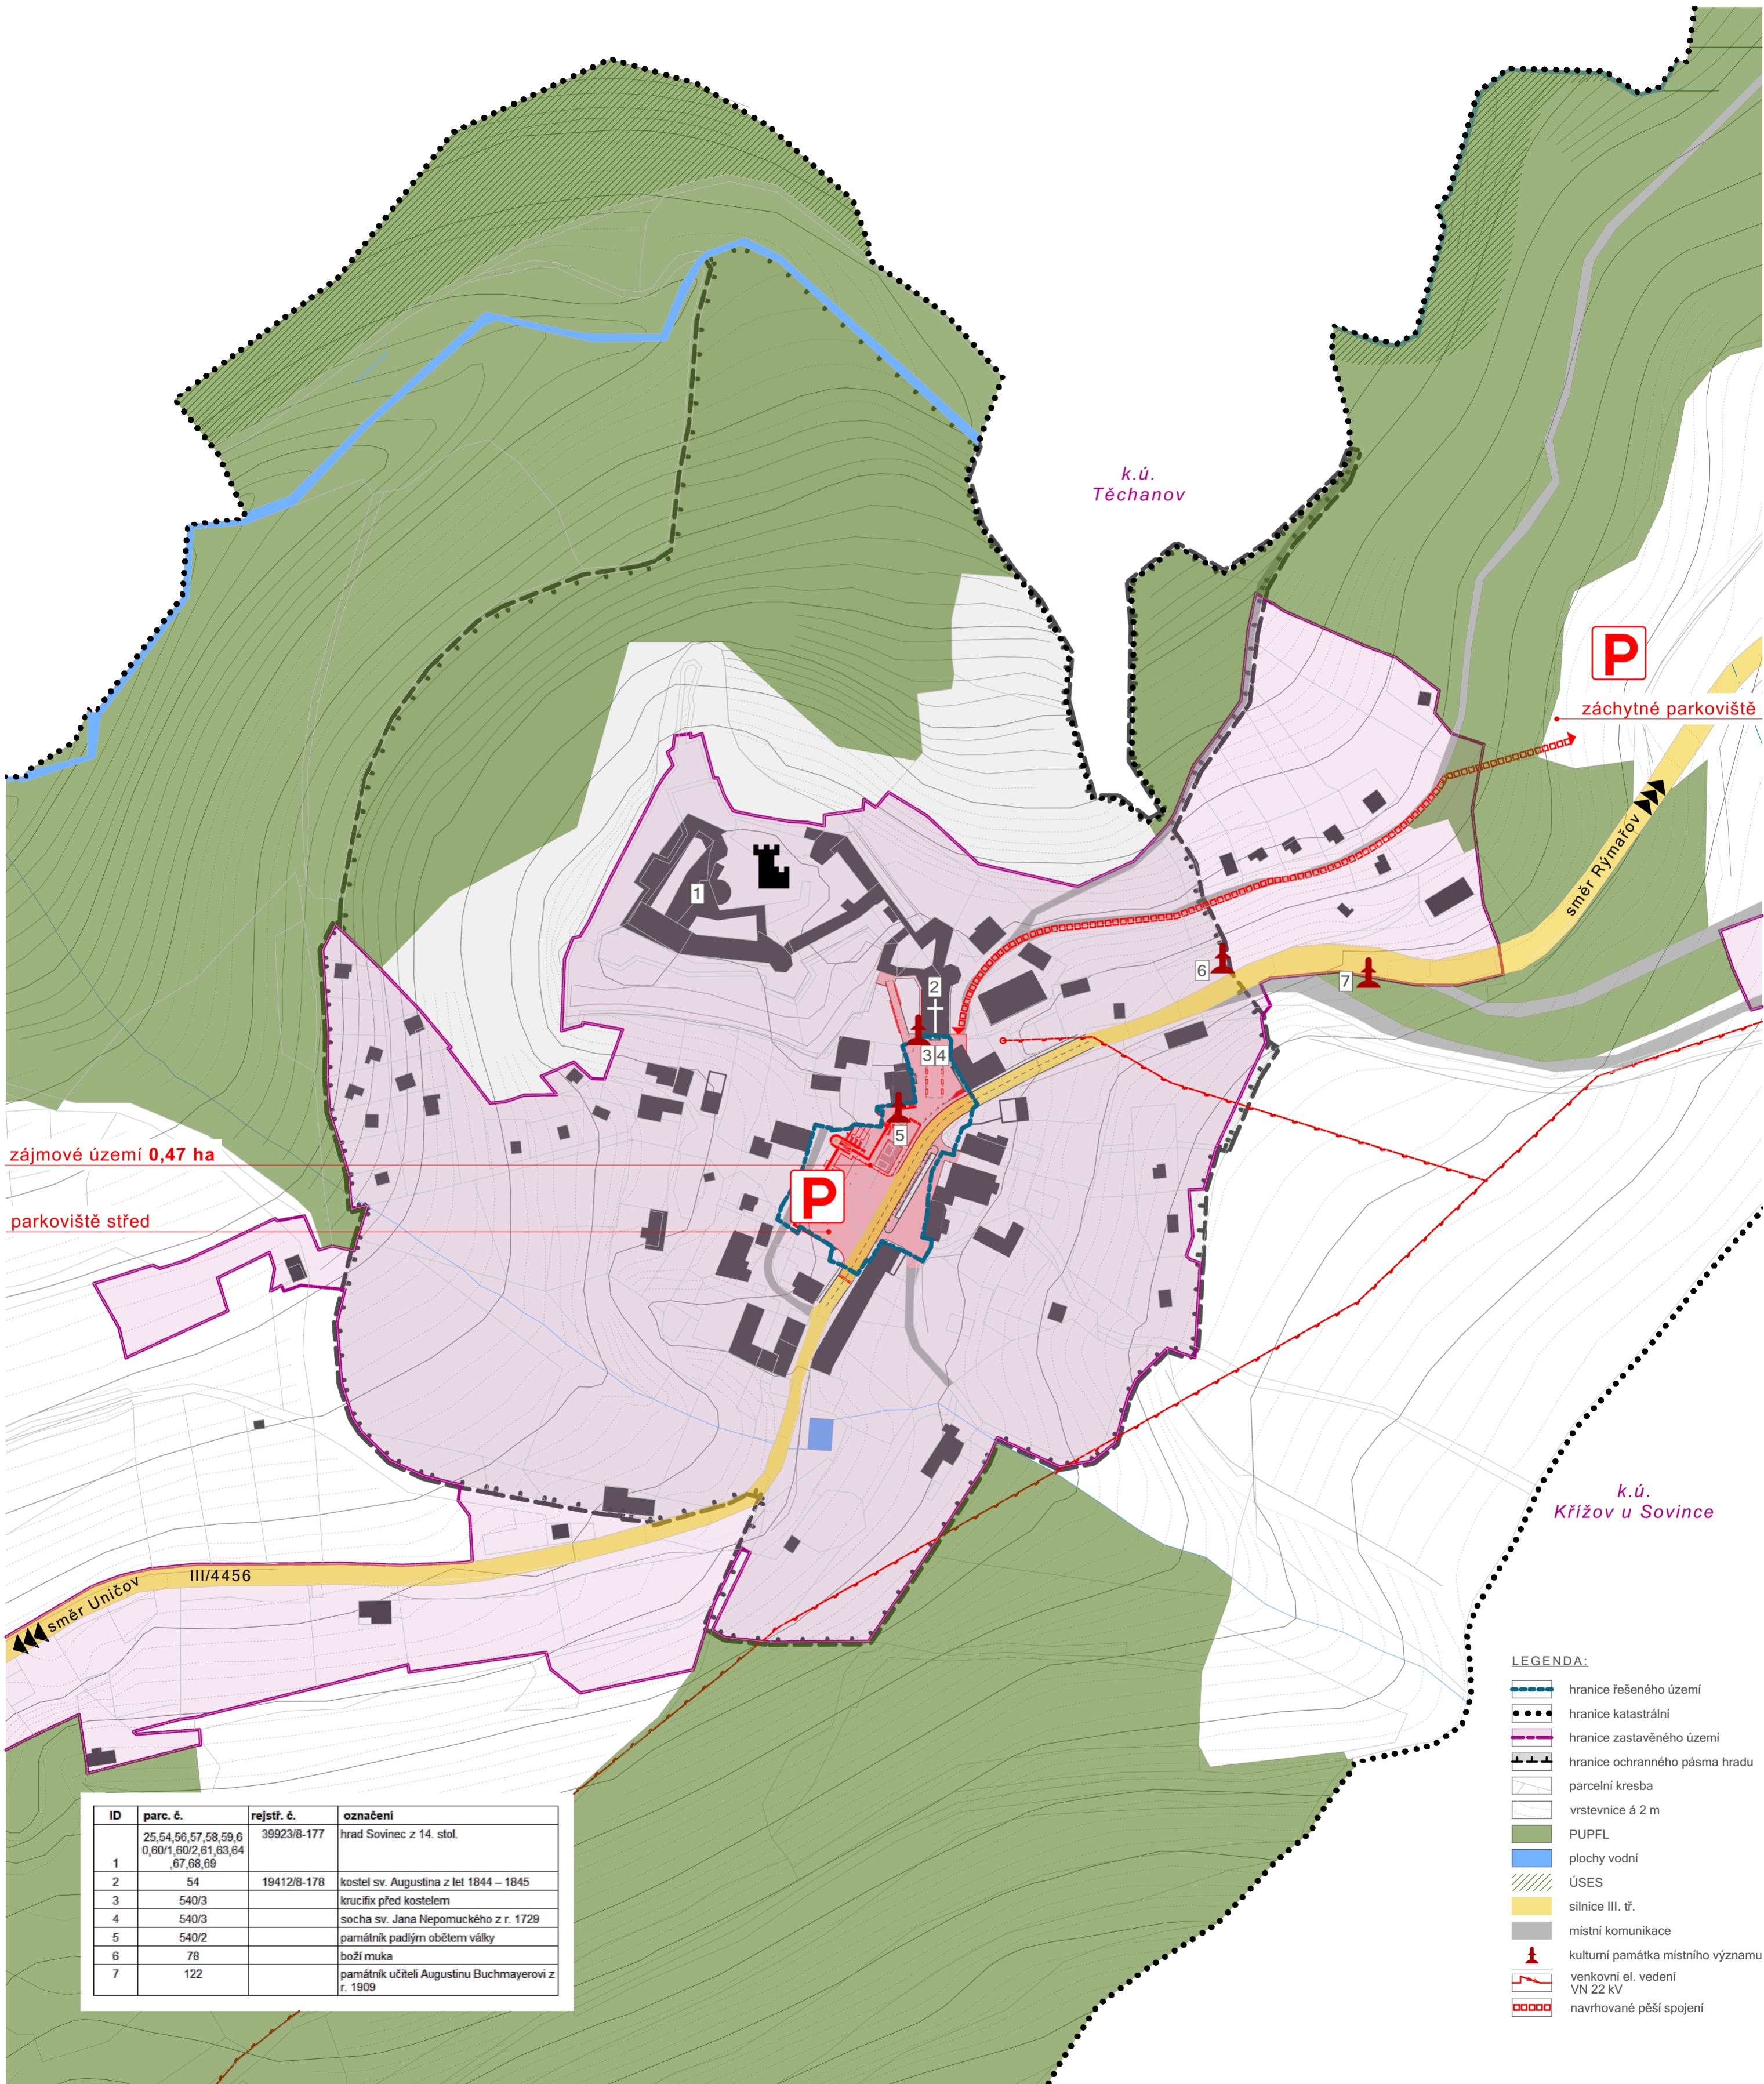 k.ú.
Těchanov
P
záchytné parkoviště
směr Rýmařov
1
2
6
7
3 4
5
zájmové území 0,47 ha
P
parkoviště střed
k.ú.
Křížov u Sovince
III/4456
směr Uničov
LEGENDA:
hranice řešeného území
hranice katastrální
hranice zastavěného území
hranice ochranného pásma hradu
parcelní kresba
vrstevnice á 2 m
PUPFL
plochy vodní
ÚSES
silnice III. tř.
místní komunikace
kulturní památka místního významu
venkovní el. vedení
VN 22 kV
navrhované pěší spojení
ID parc. č. rejstř. č. označení
25,54,56,57,58,59,6 39923/8-177 hrad Sovinec z 14. stol.
0,60/1,60/2,61,63,64
1 ,67,68,69
2 54 19412/8-178 kostel sv. Augustina z let 1844 – 1845
3 540/3 krucifix před kostelem
4 540/3 socha sv. Jana Nepomuckého z r. 1729
5 540/2 památník padlým obětem války
6 78 boží muka
7 122 památník učiteli Augustinu Buchmayerovi z
r. 1909